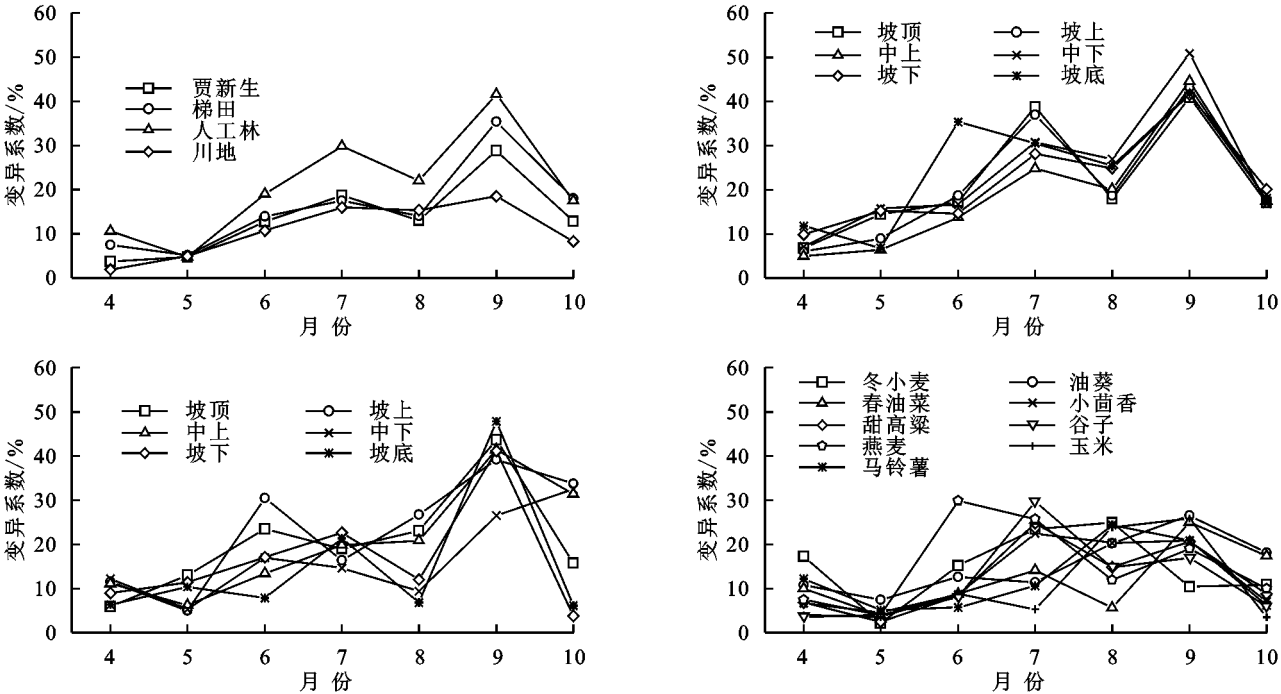 60
50
40
30
20
10
0
变异系数/%
贾新生
梯田
人工林
川地
4 5 6 7 8 9 10
月 份
60
50
40
30
20
10
0
变异系数/%
坡顶 坡上
中上 中下
坡下 坡底
4 5 6 7 8 9 10
月 份
60
50
40
30
20
10
0
变异系数/%
坡顶 坡上
中上 中下
坡下 坡底
4 5 6 7 8 9 10
月 份
60
50
40
30
20
10
0
变异系数/%
冬小麦 油葵
春油菜 小茴香
甜高粱 谷子
燕麦 玉米
马铃薯
4 5 6 7 8 9 10
月 份